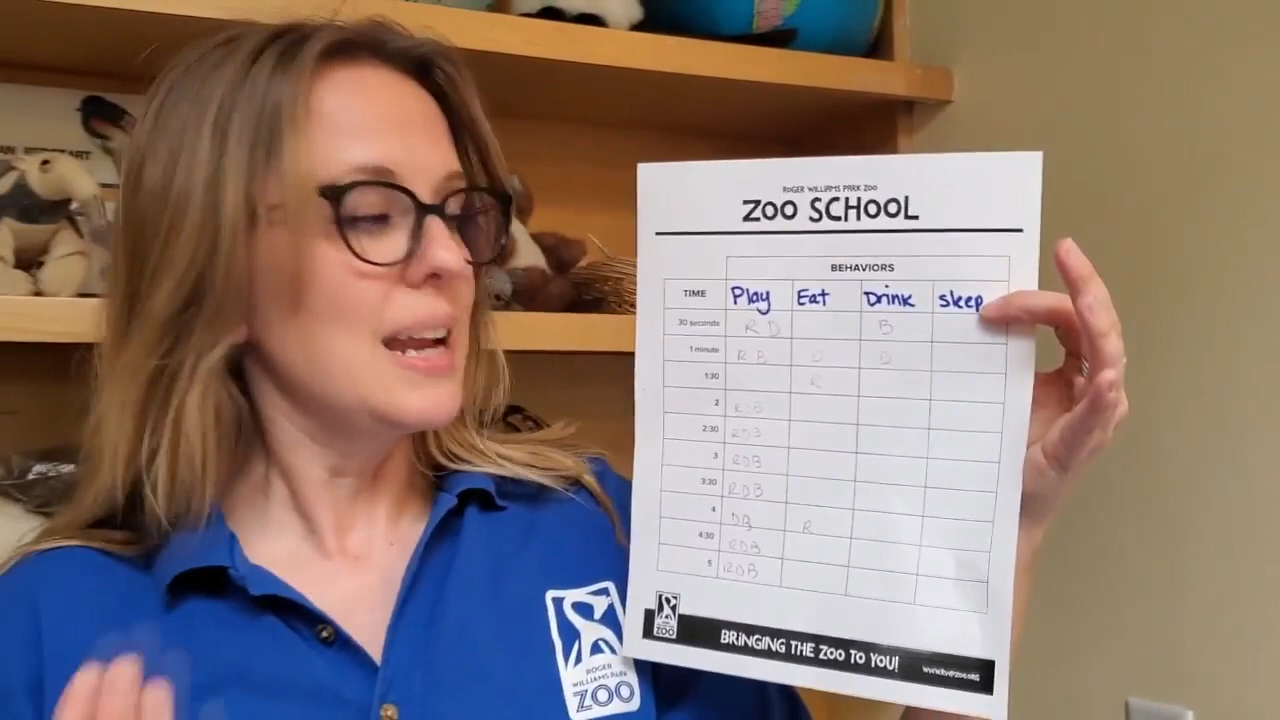 ROGER WILLIAMS PARK ZOO
ZOO SCHOOL
BEHAVIORS
TIME Play Eat Drink sleep
30 seconds R D B
1 minute R B D D
1:30 R
2 RDB
2:30 RDB
3 RDB
3:30 RDB
4 DB R
4:30 RDB
5 RDB
ZOO
BRINGING THE ZOO TO YOU!
ROGER
WILLIAMS PARK
ZOO